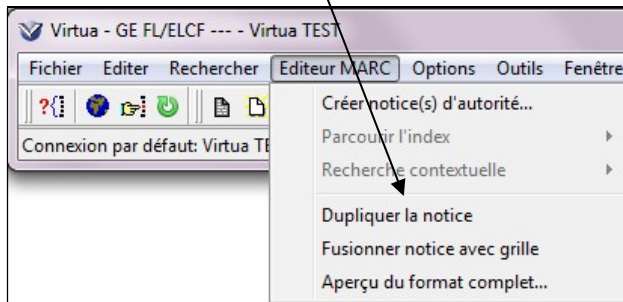 Virtua - GE FL/ELCF --- - Virtua TEST
Fichier Editer Rechercher Editeur MARC Options Outils Fenêtre
?{
Créer notice(s) d'autorité...
Parcourir l'index
Connexion par défaut: Virtua TE
Recherche contextuelle
Dupliquer la notice
Fusionner notice avec grille
Aperçu du format complet...